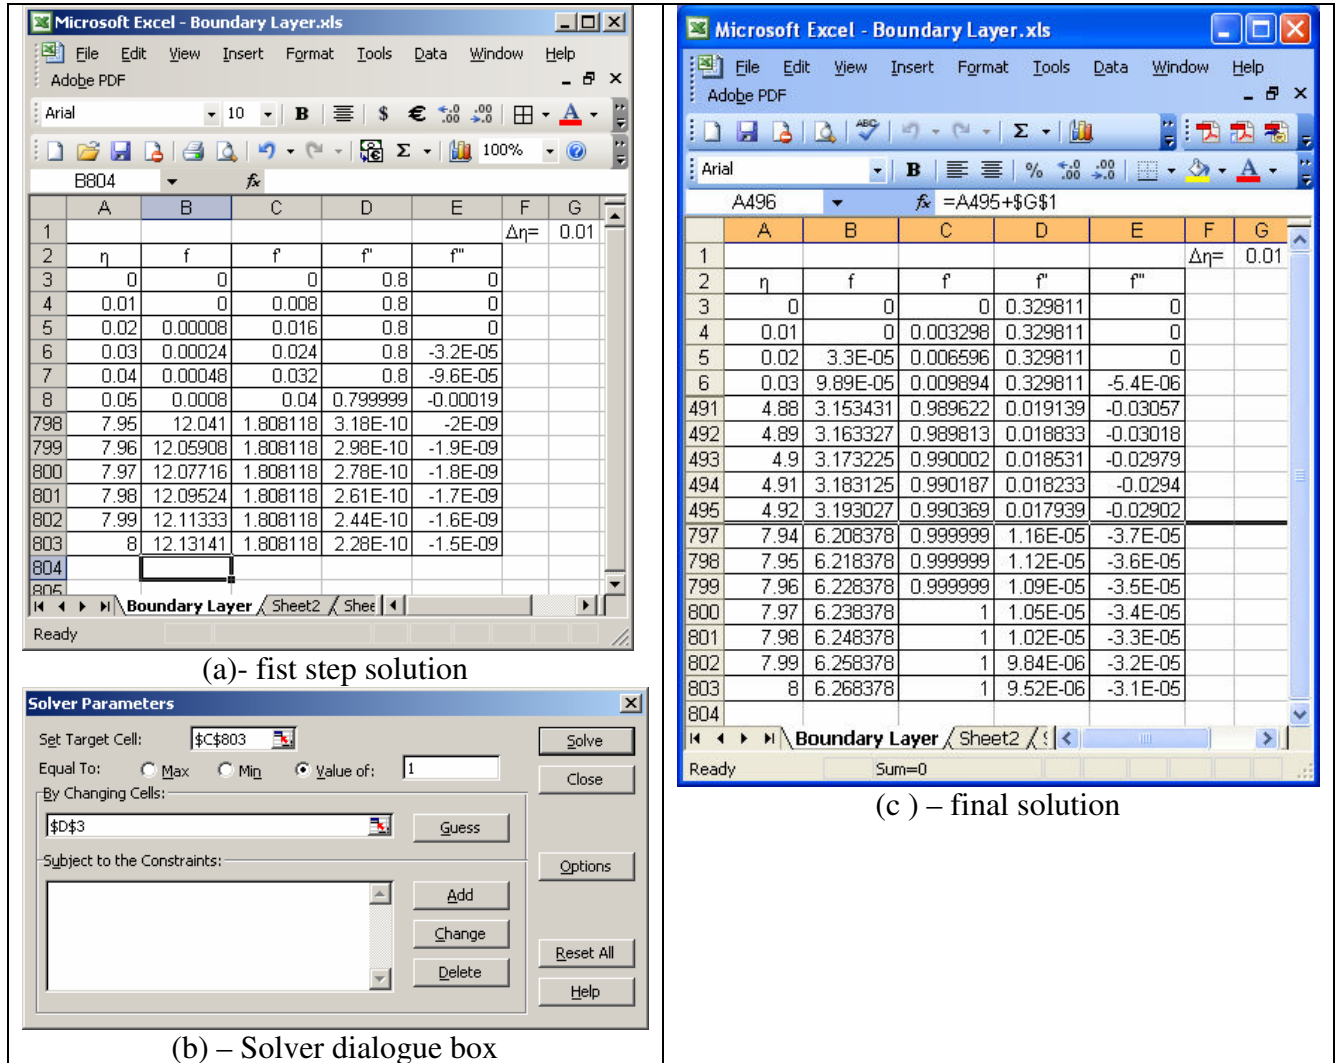 Microsoft Excel - Boundary Layer.xls
File Edit View Insert Format Tools Data Window Help
Adobe PDF
Arial 10 B $ €
Σ 100%
B804 fx
A B C D E F G
1 Δη= 0.01
2 η f f' f'' f'''
3 0 0 0 0.8 0
4 0.01 0 0.008 0.8 0
5 0.02 0.00008 0.016 0.8 0
6 0.03 0.00024 0.024 0.8 -3.2E-05
7 0.04 0.00048 0.032 0.8 -9.6E-05
8 0.05 0.0008 0.04 0.799999 -0.00019
798 7.95 12.041 1.808118 3.18E-10 -2E-09
799 7.96 12.05908 1.808118 2.98E-10 -1.9E-09
800 7.97 12.07716 1.808118 2.78E-10 -1.8E-09
801 7.98 12.09524 1.808118 2.61E-10 -1.7E-09
802 7.99 12.11333 1.808118 2.44E-10 -1.6E-09
803 8 12.13141 1.808118 2.28E-10 -1.5E-09
804
805
Boundary Layer / Sheet2 / Shee
Ready
(a)- fist step solution
Solver Parameters
Set Target Cell: $C$803 Solve
Equal To: Max Min Value of: 1 Close
By Changing Cells:
$D$3 Guess
Subject to the Constraints: Options
Add
Change
Delete
Reset All
Help
(b) – Solver dialogue box
Microsoft Excel - Boundary Layer.xls
File Edit View Insert Format Tools Data Window Help
Adobe PDF
ABC Σ
Arial B %
A496 fx =A495+$G$1
A B C D E F G
1 Δη= 0.01
2 η f f' f'' f'''
3 0 0 0 0.329811 0
4 0.01 0 0.003298 0.329811 0
5 0.02 3.3E-05 0.006596 0.329811 0
6 0.03 9.89E-05 0.009894 0.329811 -5.4E-06
491 4.88 3.153431 0.989622 0.019139 -0.03057
492 4.89 3.163327 0.989813 0.018833 -0.03018
493 4.9 3.173225 0.990002 0.018531 -0.02979
494 4.91 3.183125 0.990187 0.018233 -0.0294
495 4.92 3.193027 0.990369 0.017939 -0.02902
797 7.94 6.208378 0.999999 1.16E-05 -3.7E-05
798 7.95 6.218378 0.999999 1.12E-05 -3.6E-05
799 7.96 6.228378 0.999999 1.09E-05 -3.5E-05
800 7.97 6.238378 1 1.05E-05 -3.4E-05
801 7.98 6.248378 1 1.02E-05 -3.3E-05
802 7.99 6.258378 1 9.84E-06 -3.2E-05
803 8 6.268378 1 9.52E-06 -3.1E-05
804
Boundary Layer / Sheet2 /
Ready Sum=0
(c ) – final solution